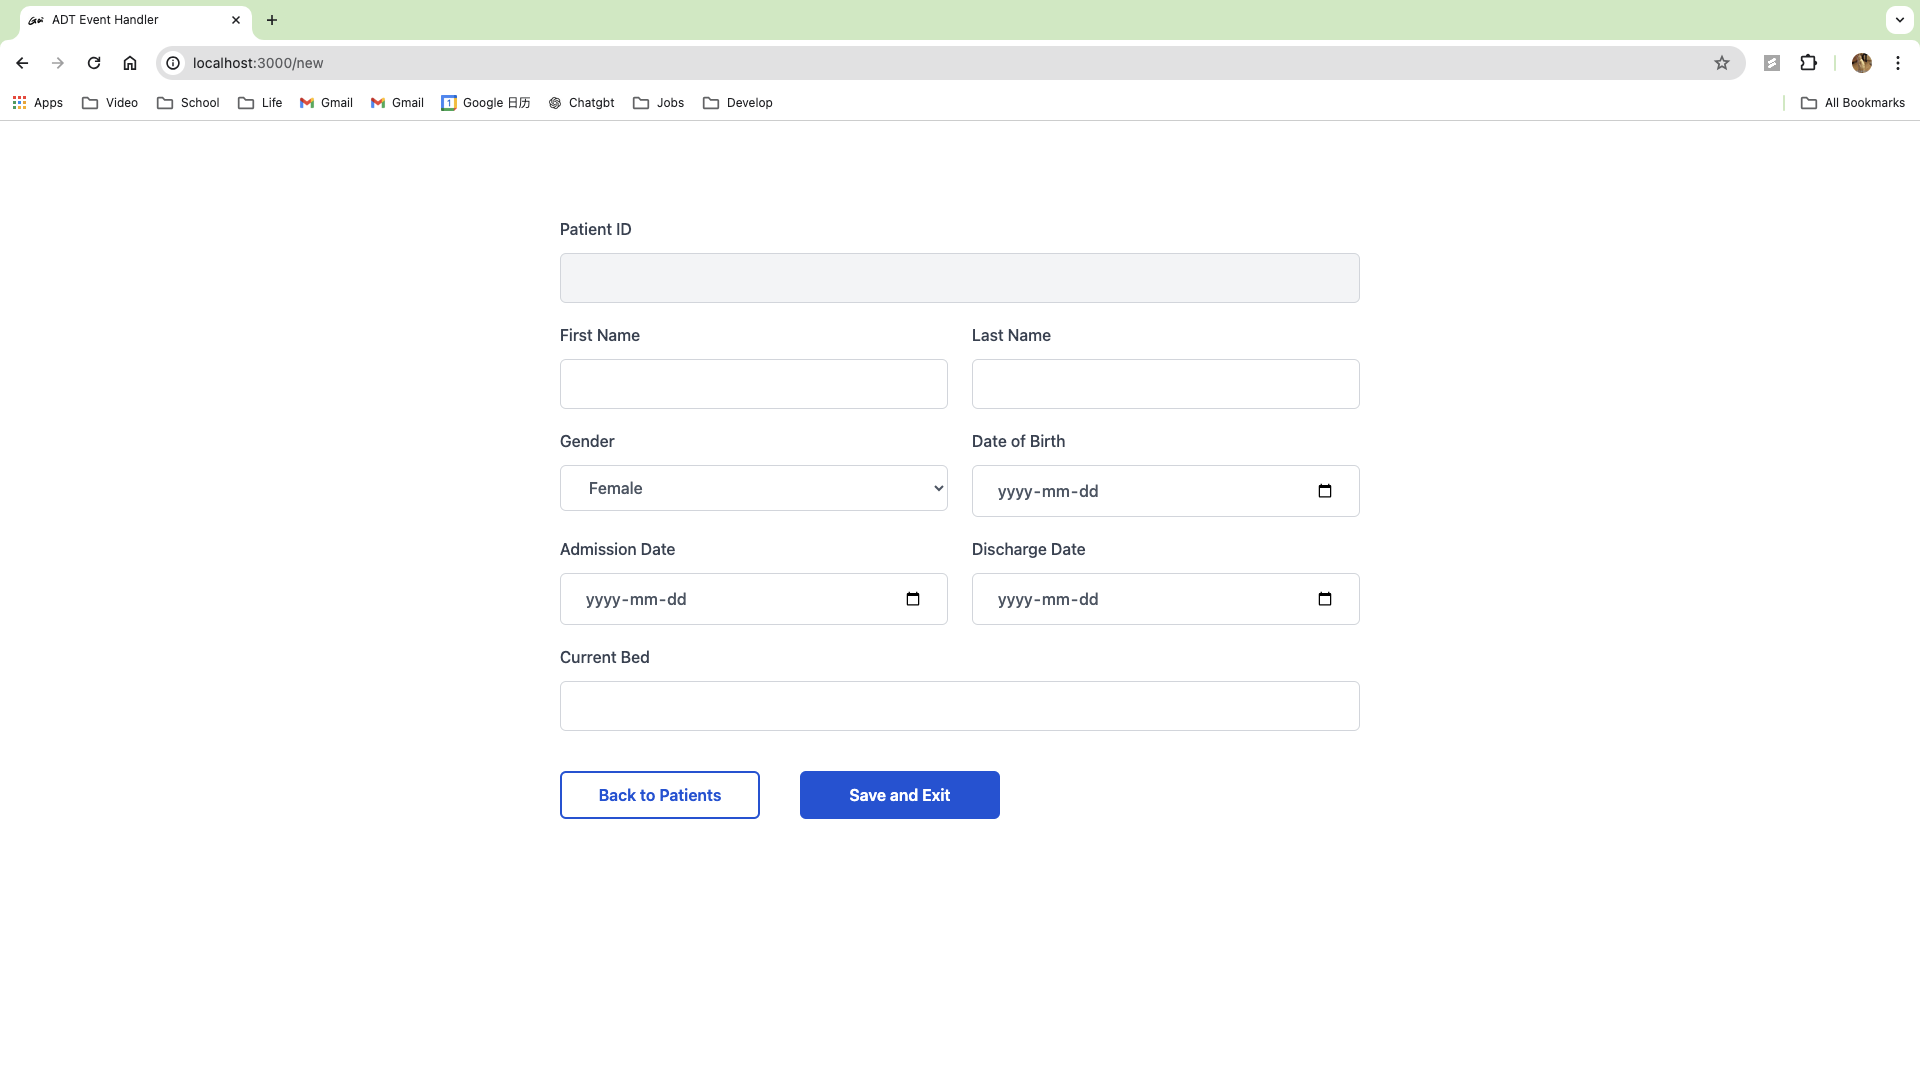 ADT Event Handler
localhost:3000/new
Apps Video School Life Gmail Gmail 1 Google 日历 Chatgbt Jobs Develop All Bookmarks
Patient ID
First Name Last Name
Gender Date of Birth
Female yyyy-mm-dd
Admission Date Discharge Date
yyyy-mm-dd yyyy-mm-dd
Current Bed
Back to Patients Save and Exit